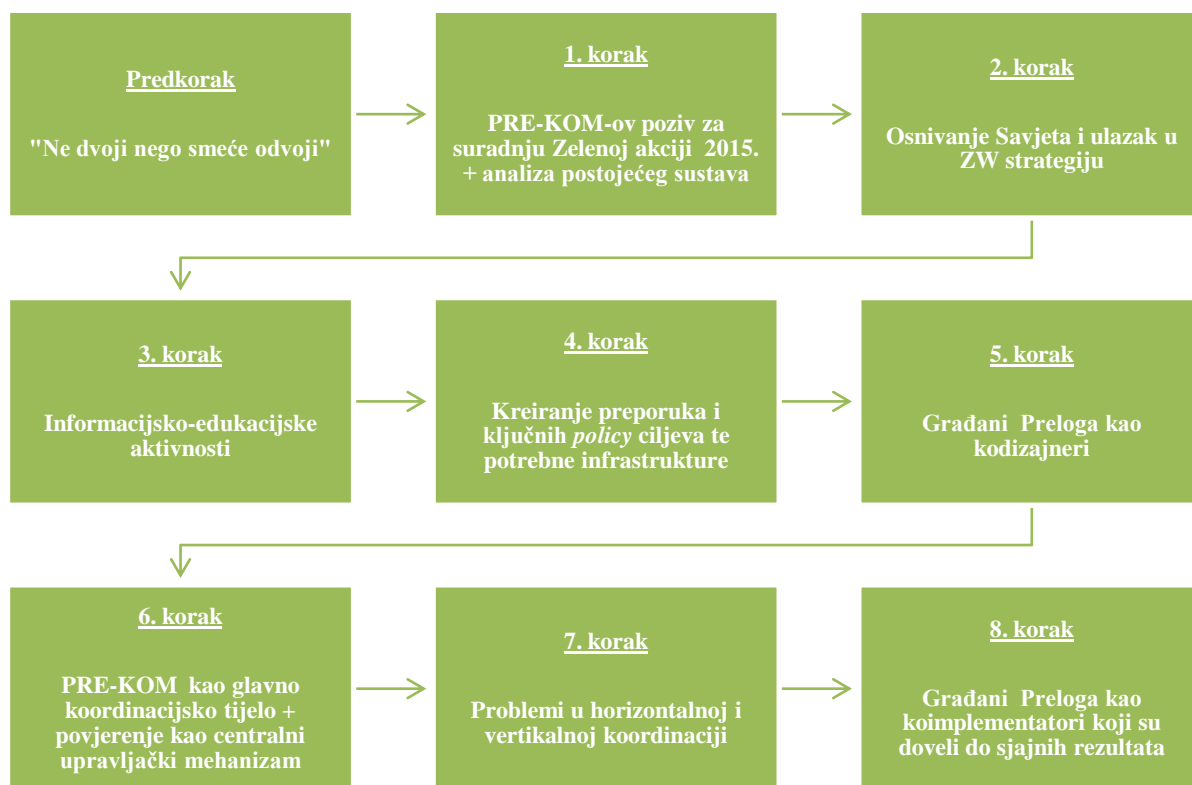 Predkorak
"Ne dvoji nego smeće odvoji"
1. korak
PRE-KOM-ov poziv za
suradnju Zelenoj akciji 2015.
+ analiza postojećeg sustava
2. korak
Osnivanje Savjeta i ulazak u
ZW strategiju
3. korak
Informacijsko-edukacijske
aktivnosti
4. korak
Kreiranje preporuka i
ključnih policy ciljeva te
potrebne infrastrukture
5. korak
Građani Preloga kao
kodizajneri
6. korak
PRE-KOM kao glavno
koordinacijsko tijelo +
povjerenje kao centralni
upravljački mehanizam
7. korak
Problemi u horizontalnoj i
vertikalnoj koordinaciji
8. korak
Građani Preloga kao
koimplementatori koji su
doveli do sjajnih rezultata